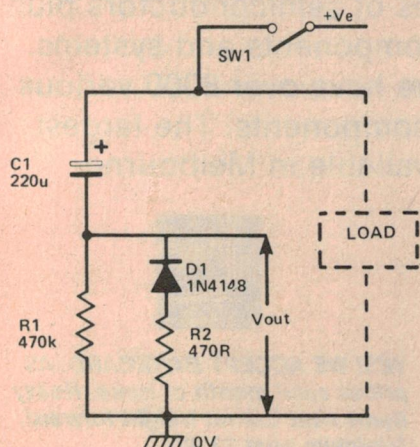 +Ve
SW1
+
C1
220u
LOAD
D1
1N4148
Vout
R1
470k
R2
470R
0V